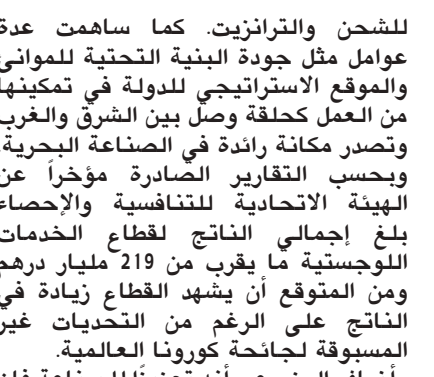 للشحن والترانزيت. كما ساهمت عدة
عوامل مثل جودة البنية التحتية للموانئ
والموقع الاستراتيجي للدولة في تمكينها
من العمل كحلقة وصل بين الشرق والغرب
وتصدر مكانة رائدة في الصناعة البحرية.
وبحسب التقارير الصادرة مؤخراً عن
الهيئة الاتحادية للتنافسية والإحصاء
بلغ إجمالي الناتج لقطاع الخدمات
اللوجستية ما يقرب من 219 مليار درهم
ومن المتوقع أن يشهد القطاع زيادة في
الناتج على الرغم من التحديات غير
المسبوقة لجائحة كورونا العالمية.